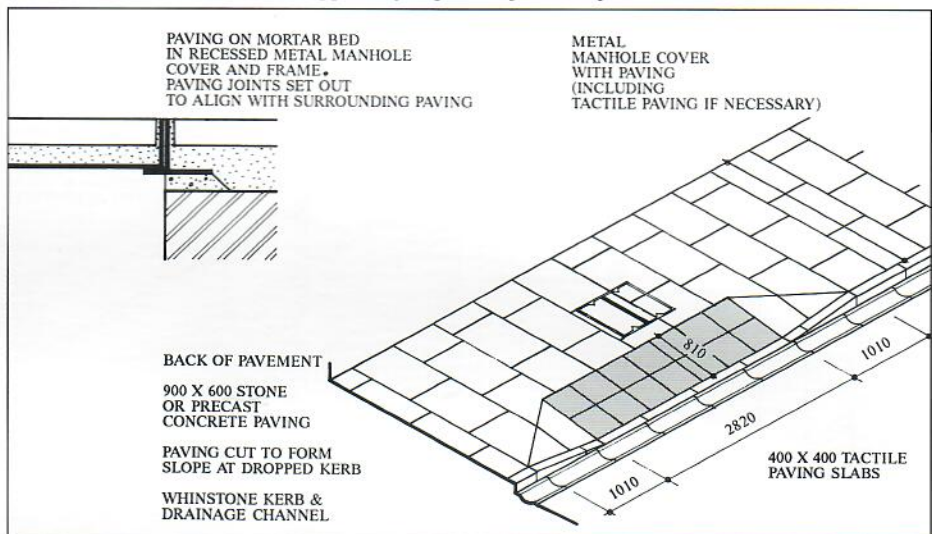 PAVING ON MORTAR BED
IN RECESSED METAL MANHOLE
COVER AND FRAME.
PAVING JOINTS SET OUT
TO ALIGN WITH SURROUNDING PAVING
METAL
MANHOLE COVER
WITH PAVING
(INCLUDING
TACTILE PAVING IF NECESSARY)
810
1010
2820
1010
BACK OF PAVEMENT
900 X 600 STONE
OR PRECAST
CONCRETE PAVING
PAVING CUT TO FORM
SLOPE AT DROPPED KERB
WHINSTONE KERB &
DRAINAGE CHANNEL
400 X 400 TACTILE
PAVING SLABS